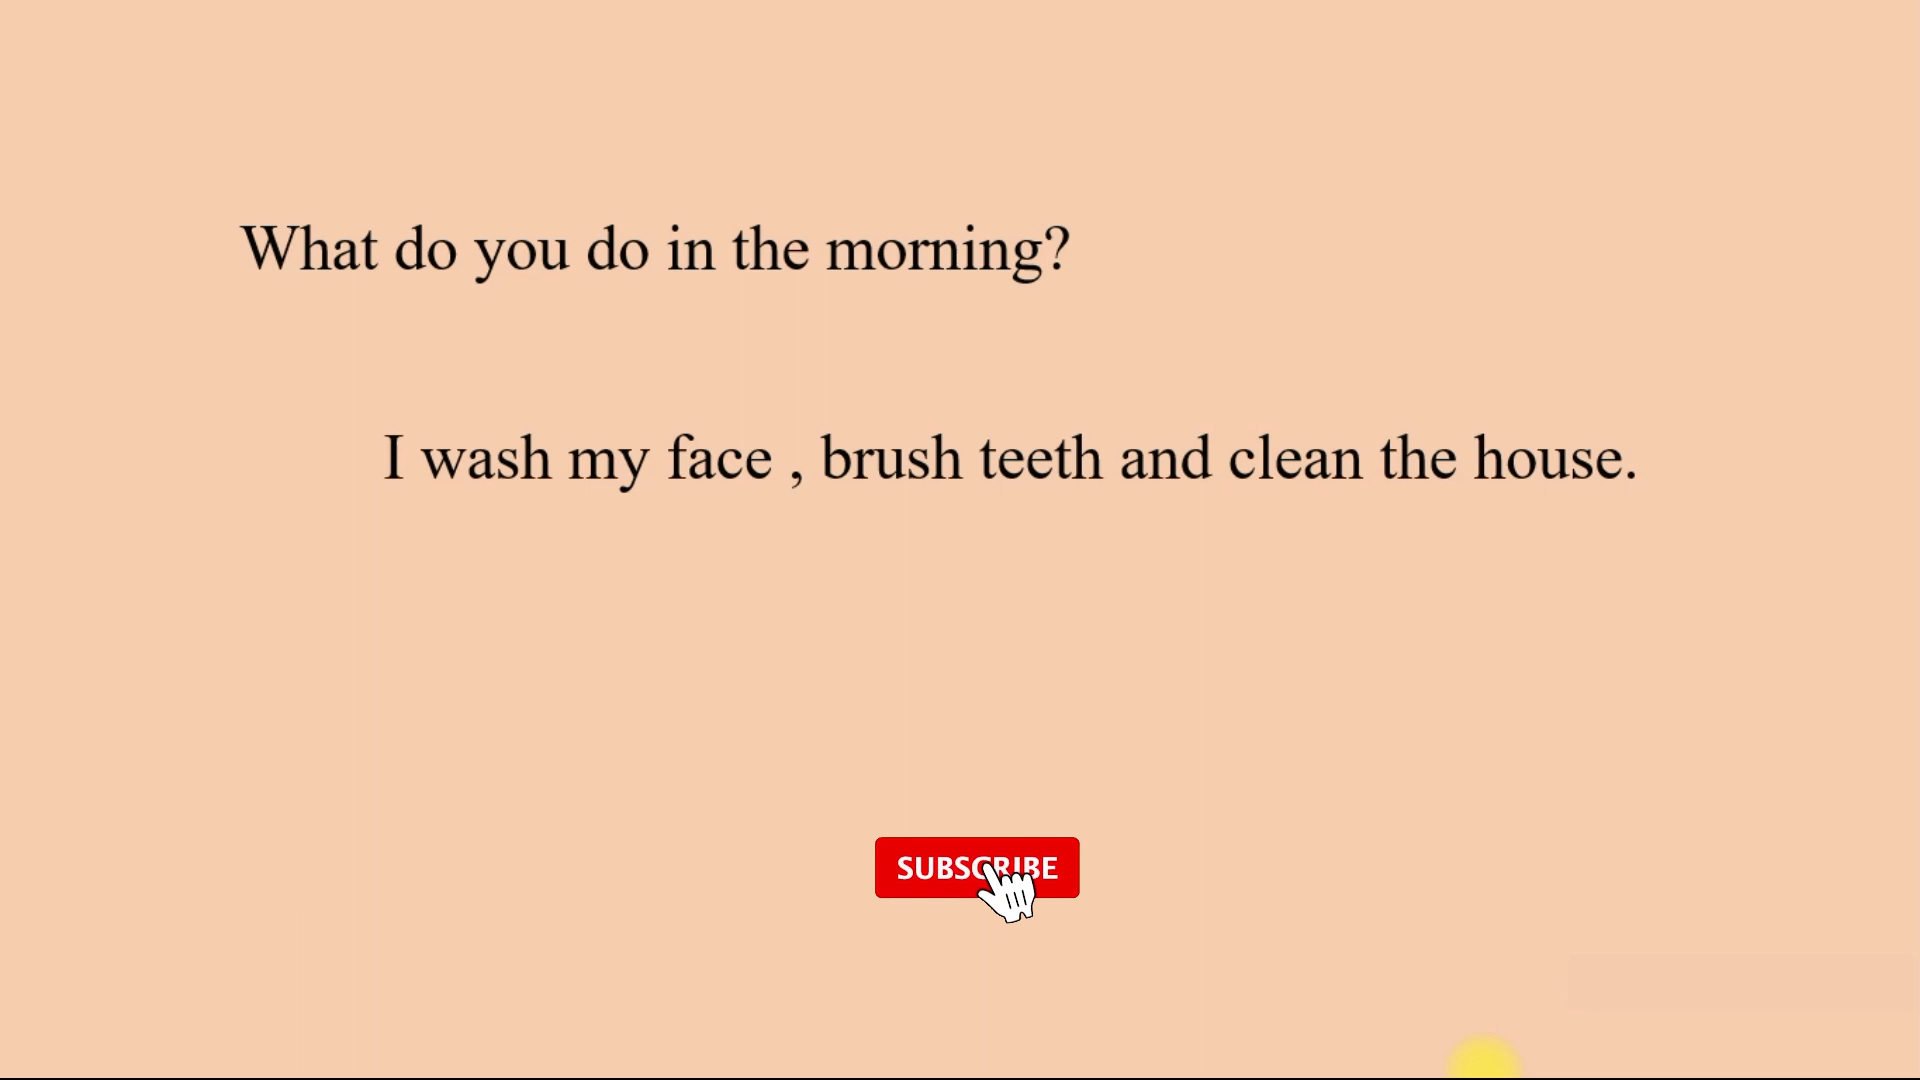 What do you do in the morning?
I wash my face , brush teeth and clean the house.
SUBSCRIBE